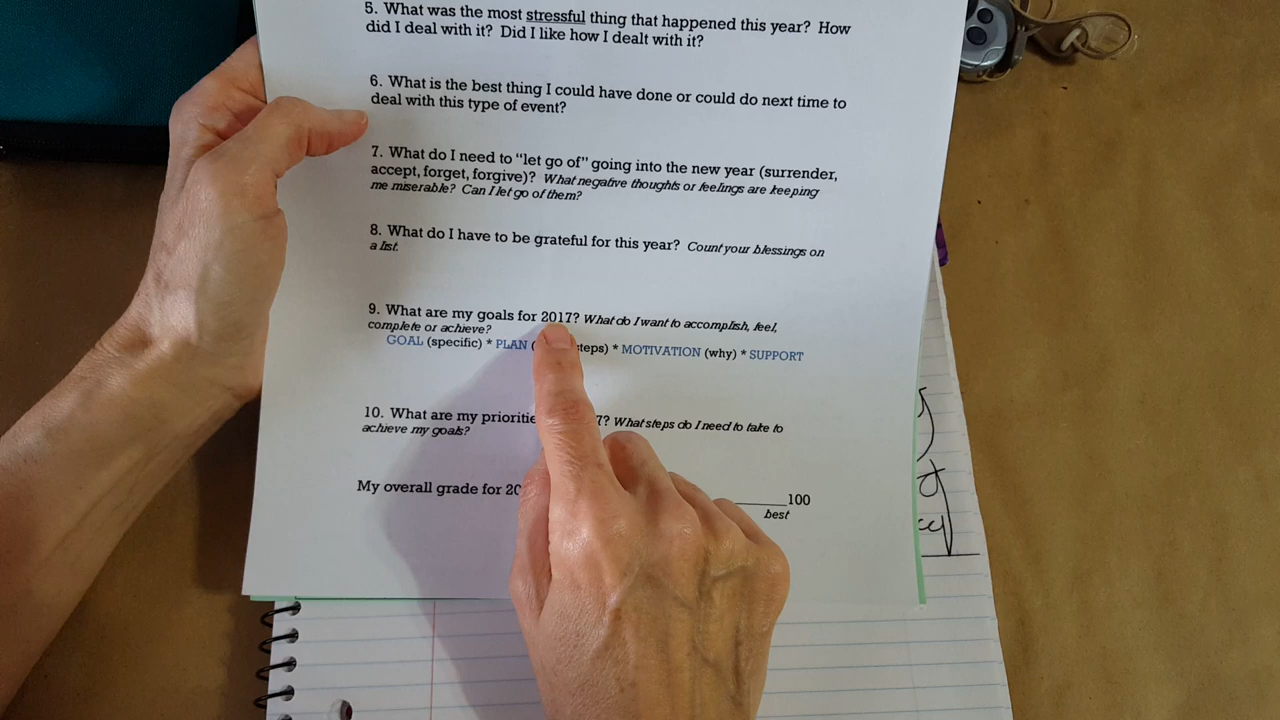 5. What was the most stressful thing that happened this year? How
did I deal with it? Did I like how I dealt with it?
6. What is the best thing I could have done or could do next time to
deal with this type of event?
7. What do I need to "let go of" going into the new year (surrender,
accept, forget, forgive)? What negative thoughts or feelings are keeping
me miserable? Can I let go of them?
8. What do I have to be grateful for this year? Count your blessings on
a list.
9. What are my goals for 2017? What do I want to accomplish, feel,
complete or achieve?
GOAL (specific) * PLAN ( steps) * MOTIVATION (why) * SUPPORT
10. What are my prioritie 7? What steps do I need to take to
achieve my goals?
My overall grade for 20 ______100
best